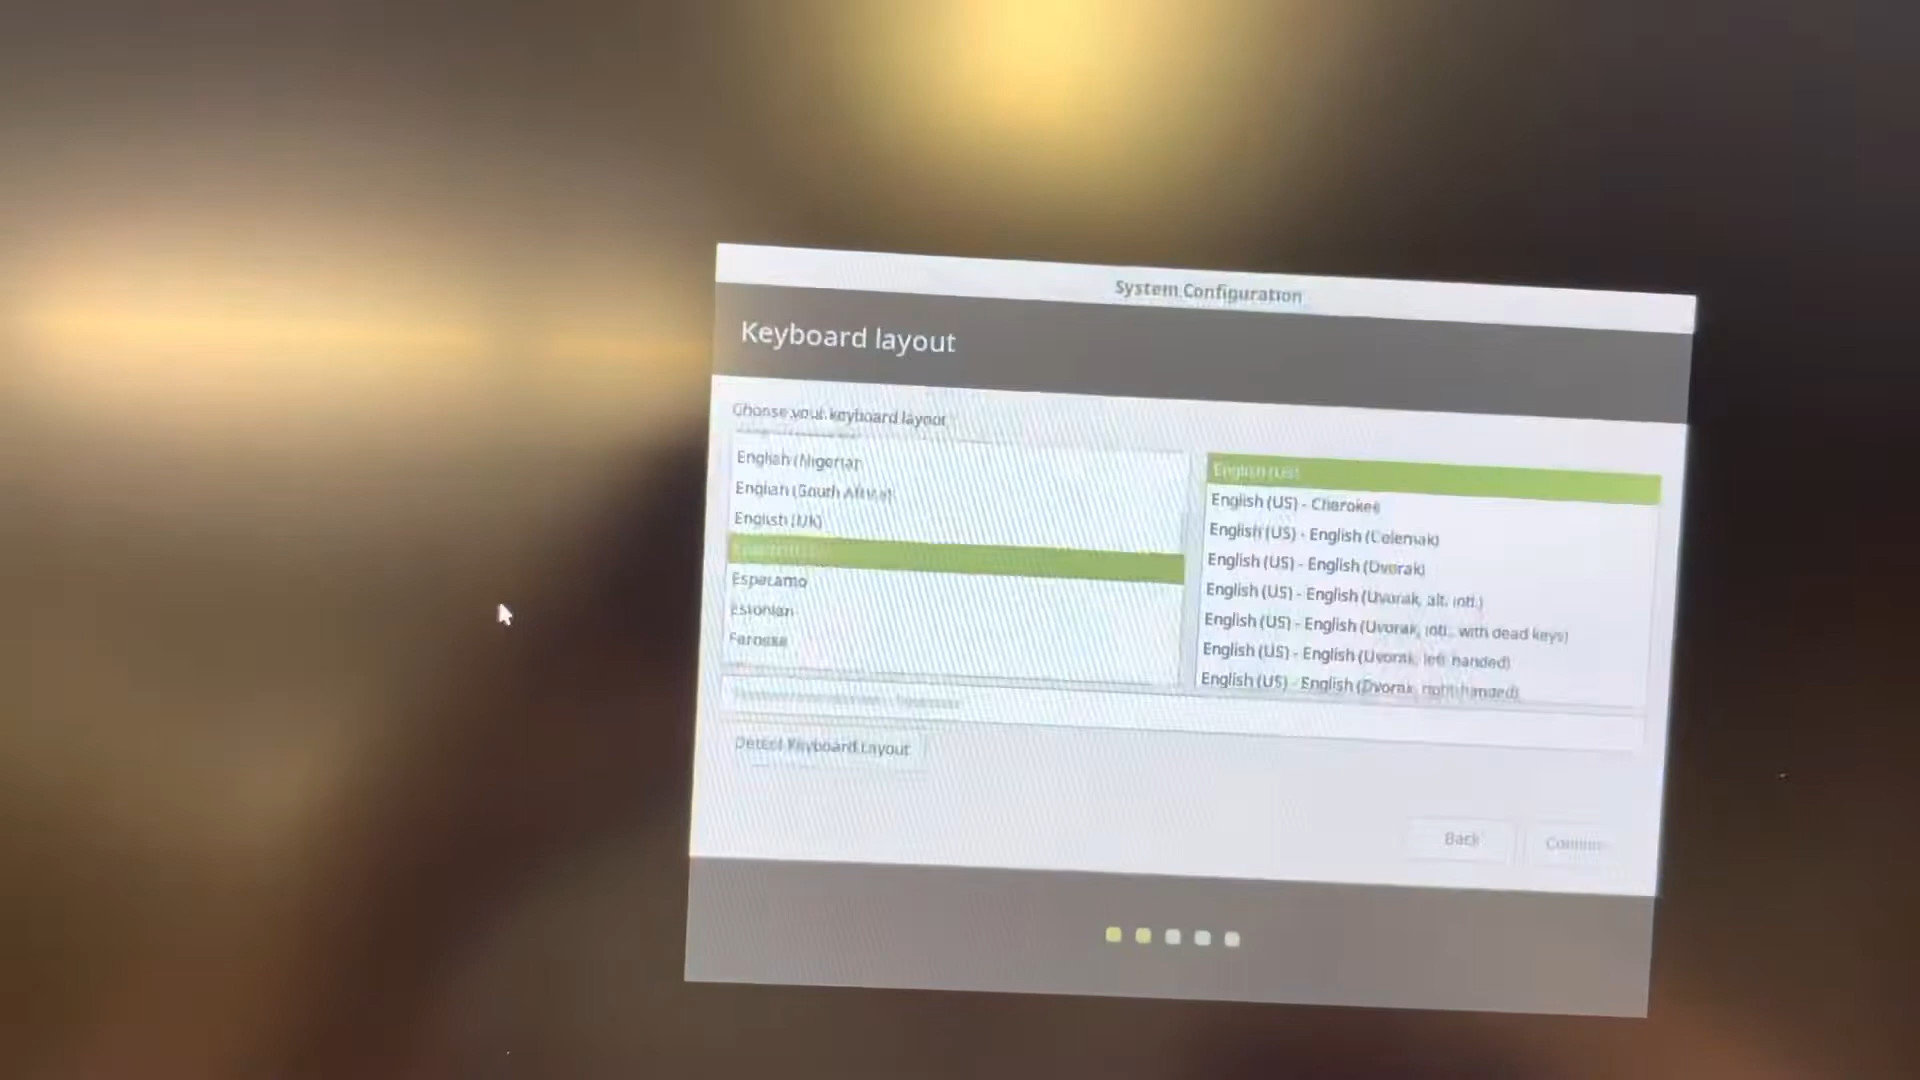 System Configuration
Keyboard layout
Choose your keyboard layout
English (Nigeria)
English (South Africa)
English (UK)
English (US)
Esperanto
Estonian
Faroese
English (US)
English (US) - Cherokee
English (US) - English (Colemak)
English (US) - English (Dvorak)
English (US) - English (Dvorak, alt. intl.)
English (US) - English (Dvorak, intl., with dead keys)
English (US) - English (Dvorak, left-handed)
English (US) - English (Dvorak, right-handed)
Detect Keyboard Layout
Back
Continue